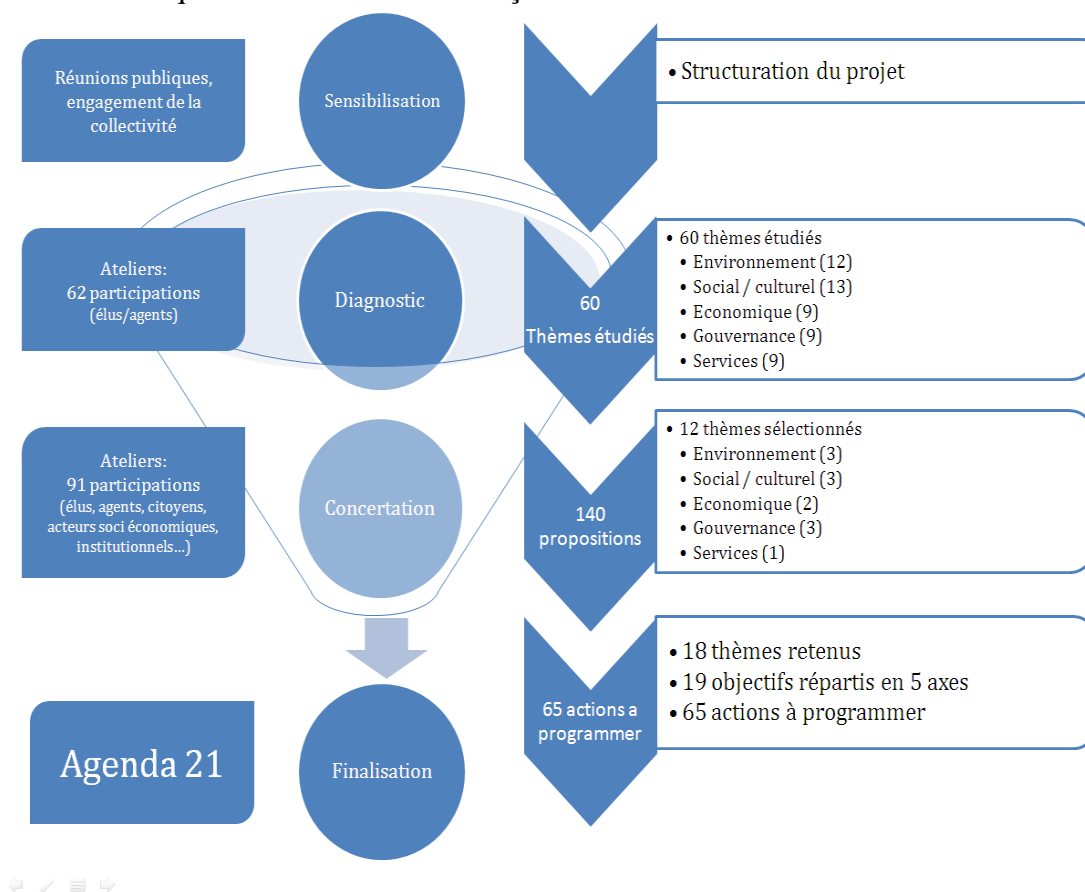 Réunions publiques,
engagement de la
collectivité
Sensibilisation
• Structuration du projet
Ateliers:
62 participations
(élus/agents)
Diagnostic
60
Thèmes étudiés
• 60 thèmes étudiés
• Environnement (12)
• Social / culturel (13)
• Economique (9)
• Gouvernance (9)
• Services (9)
Ateliers:
91 participations
(élus, agents, citoyens,
acteurs soci économiques,
institutionnels...)
Concertation
140
propositions
• 12 thèmes sélectionnés
• Environnement (3)
• Social / culturel (3)
• Economique (2)
• Gouvernance (3)
• Services (1)
Agenda 21
Finalisation
65 actions a
programmer
• 18 thèmes retenus
• 19 objectifs répartis en 5 axes
• 65 actions à programmer